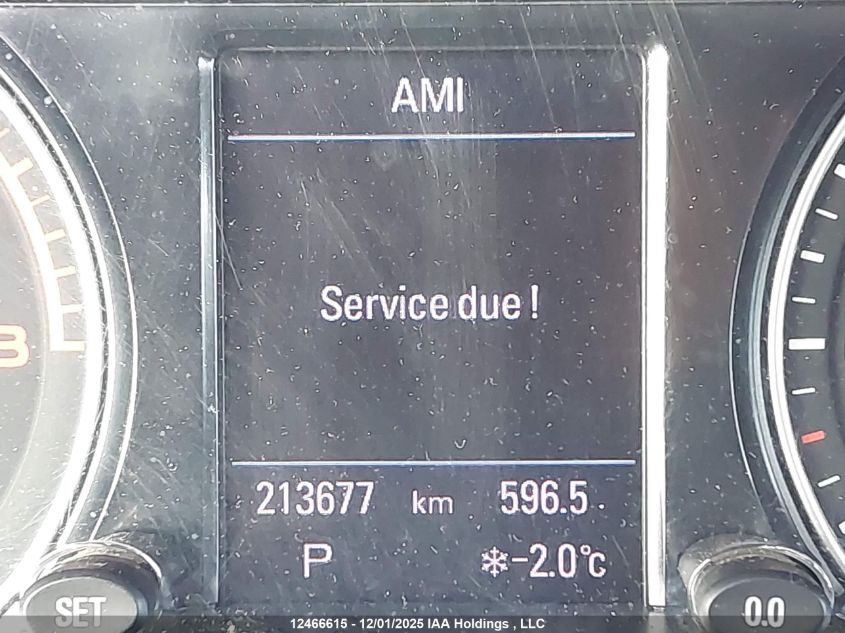 AMI
Service due!
213677 km 596.5
P ❄-2.0°C
SET 0.0
8
12466615 - 12/01/2025 IAA Holdings , LLC